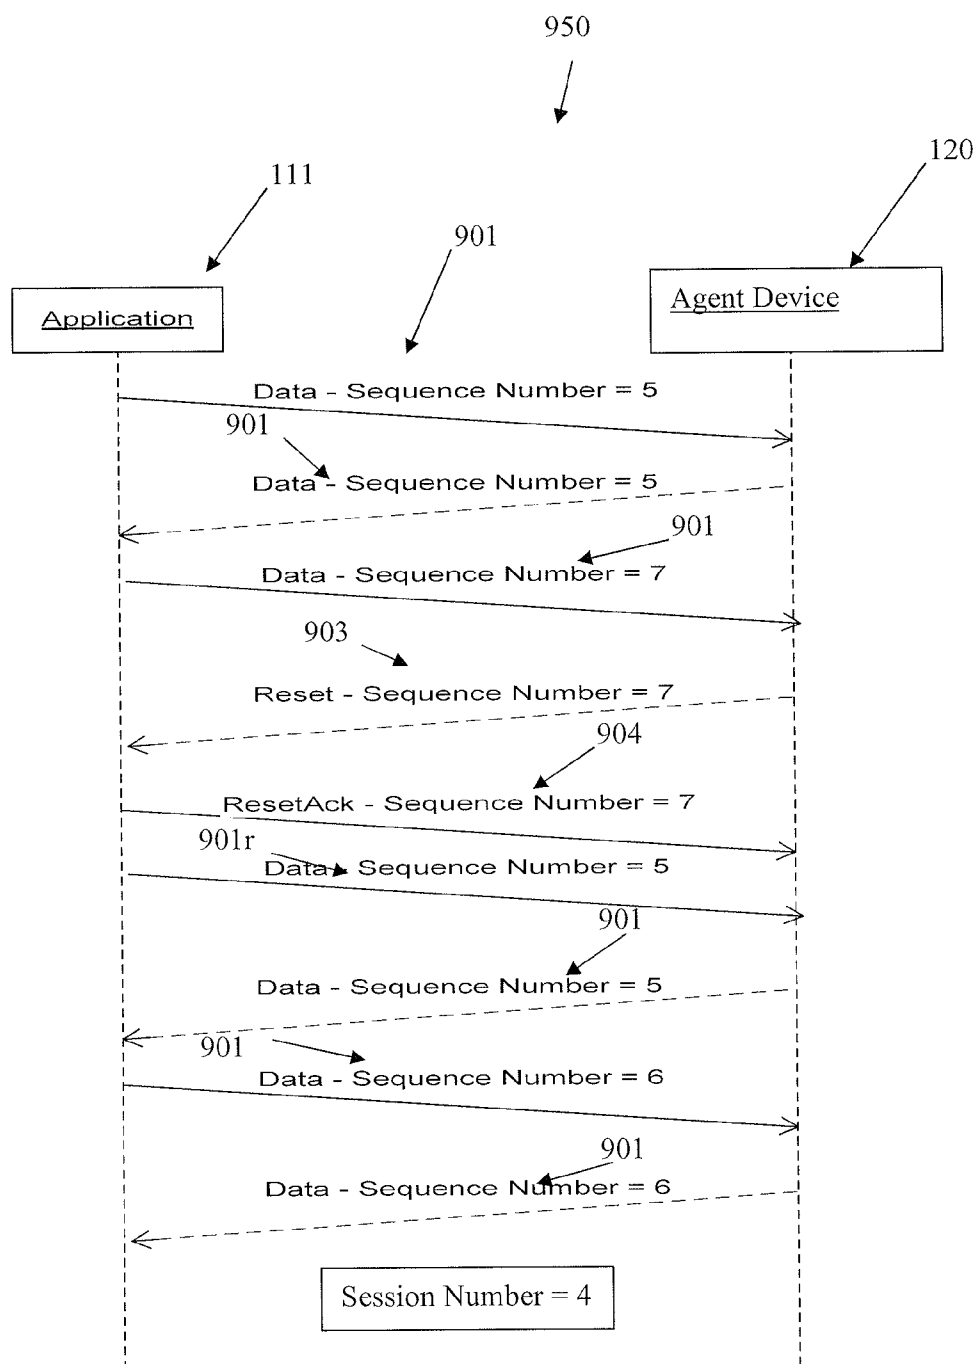 950
120
111
901
Agent Device
Application
Data - Sequence Number = 5
901
Data - Sequence Number = 5
901
Data - Sequence Number = 7
903
Reset - Sequence Number = 7
904
ResetAck - Sequence Number = 7
901r
Data - Sequence Number = 5
901
Data - Sequence Number = 5
901
Data - Sequence Number = 6
901
Data - Sequence Number = 6
Session Number = 4